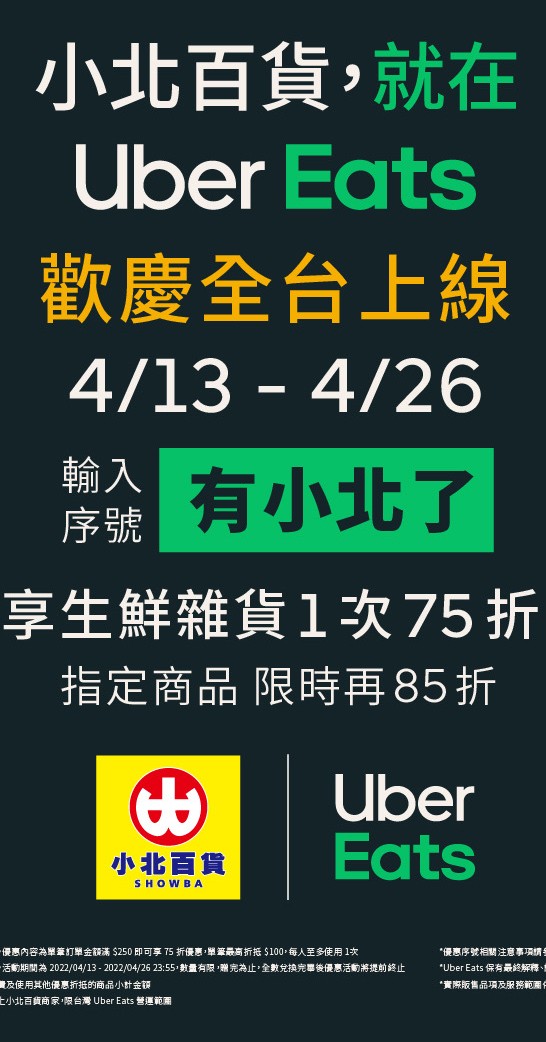 小北百貨,就在
Uber Eats
歡慶全台上線
4/13 - 4/26
輸入
序號
有小北了
享生鮮雜貨1次75折
指定商品 限時再85折
小北百貨
SHOWBA
Uber
Eats
優惠內容為單筆訂單金額滿 $250 即可享 75 折優惠,單筆最高折抵 $100,每人至多使用 1次
活動期間為 2022/04/13 - 2022/04/26 23:55,數量有限,贈完為止,全數兌換完畢後優惠活動將提前終止
費及使用其他優惠折抵的商品小計金額
上小北百貨商家,限台灣 Uber Eats 營運範圍
*優惠序號相關注意事項請
*Uber Eats 保有最終解釋、
*實際販售品項及服務範圍